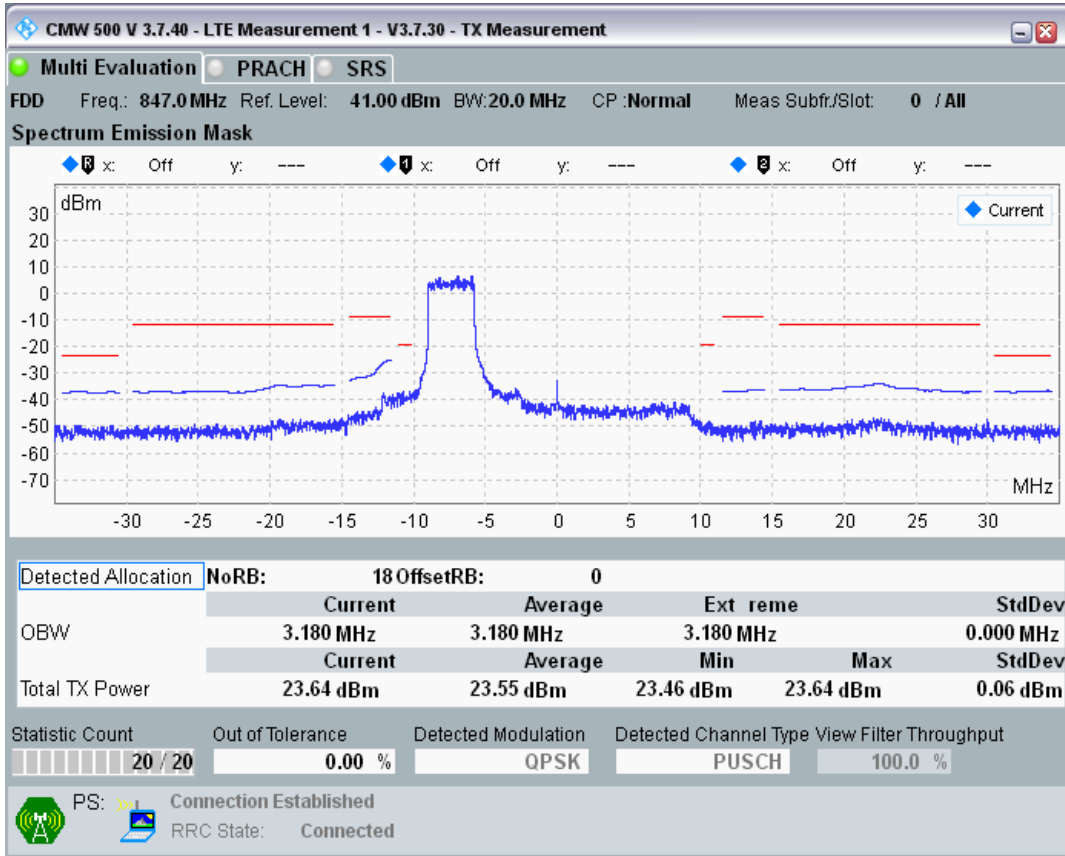 CMW 500 V 3.7.40 - LTE Measurement 1 - V3.7.30 - TX Measurement
Multi Evaluation PRACH SRS
FDD Freq.: 847.0 MHz Ref. Level: 41.00 dBm BW: 20.0 MHz CP :Normal Meas Subfr./Slot: 0 / All
Spectrum Emission Mask
R x: Off y: --- 1 x: Off y: --- 2 x: Off y: ---
dBm
Current
30
20
10
0
-10
-20
-30
-40
-50
-60
-70
MHz
-30 -25 -20 -15 -10 -5 0 5 10 15 20 25 30
Detected Allocation NoRB: 18 OffsetRB: 0
Current Average Ext reme StdDev
OBW 3.180 MHz 3.180 MHz 3.180 MHz 0.000 MHz
Current Average Min Max StdDev
Total TX Power 23.64 dBm 23.55 dBm 23.46 dBm 23.64 dBm 0.06 dBm
Statistic Count Out of Tolerance Detected Modulation Detected Channel Type View Filter Throughput
20 / 20 0.00 % QPSK PUSCH 100.0 %
PS: Connection Established
RRC State: Connected